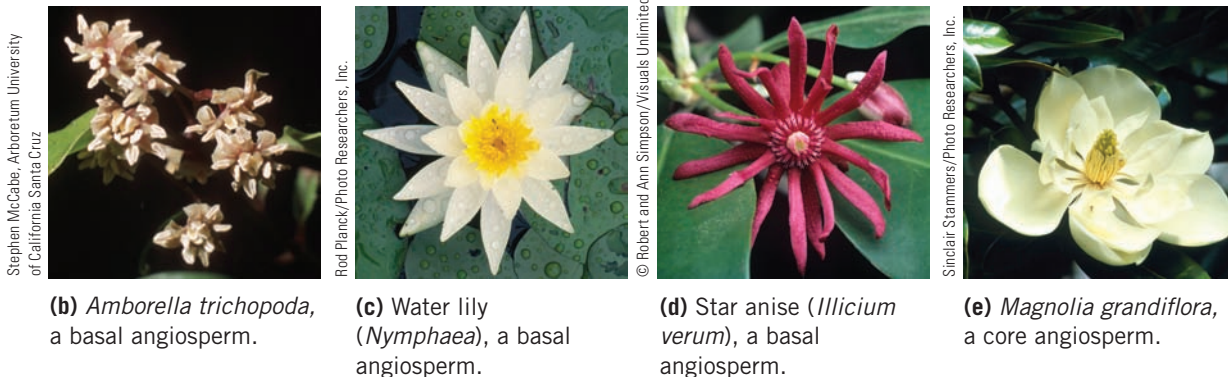 Stephen McCabe, Arboretum University
of California Santa Cruz
(b) Amborella trichopoda,
a basal angiosperm.
Rod Planck/Photo Researchers, Inc.
(c) Water lily
(Nymphaea), a basal
angiosperm.
© Robert and Ann Simpson/Visuals Unlimited
(d) Star anise (Illicium
verum), a basal
angiosperm.
Sinclair Stammers/Photo Researchers, Inc.
(e) Magnolia grandiflora,
a core angiosperm.